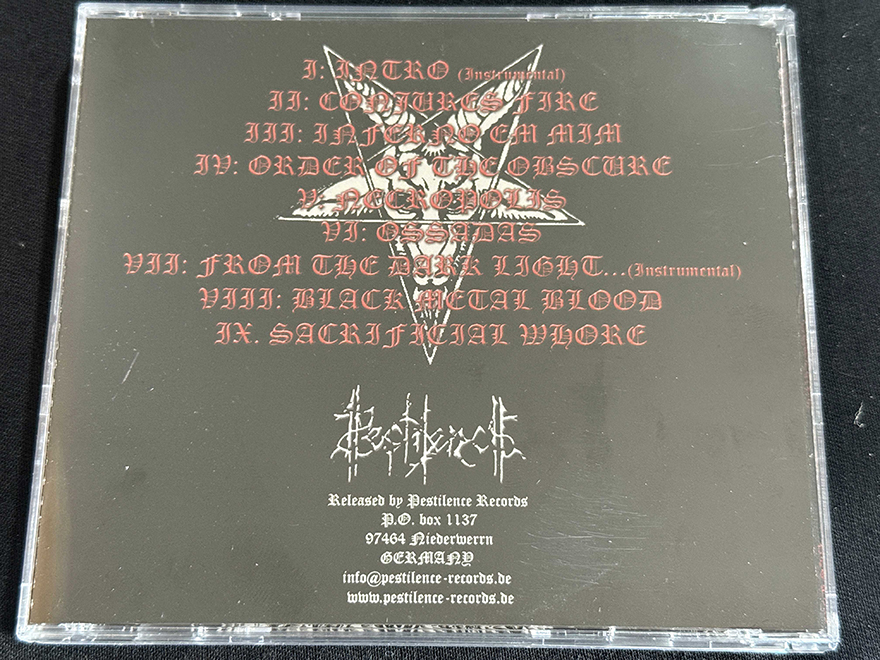 I: INTRO (Instrumental)
II: CONJURES FIRE
III: INFERNO EM MIM
IV: ORDER OF THE OBSCURE
V: NECROPOLIS
VI: OSSADAS
VII: FROM THE DARK LIGHT...(Instrumental)
VIII: BLACK METAL BLOOD
IX. SACRIFICIAL WHORE
Pestilence
Released by Pestilence Records
P.O. box 1137
97464 Niederwerrn
GERMANY
info@pestilence-records.de
www.pestilence-records.de